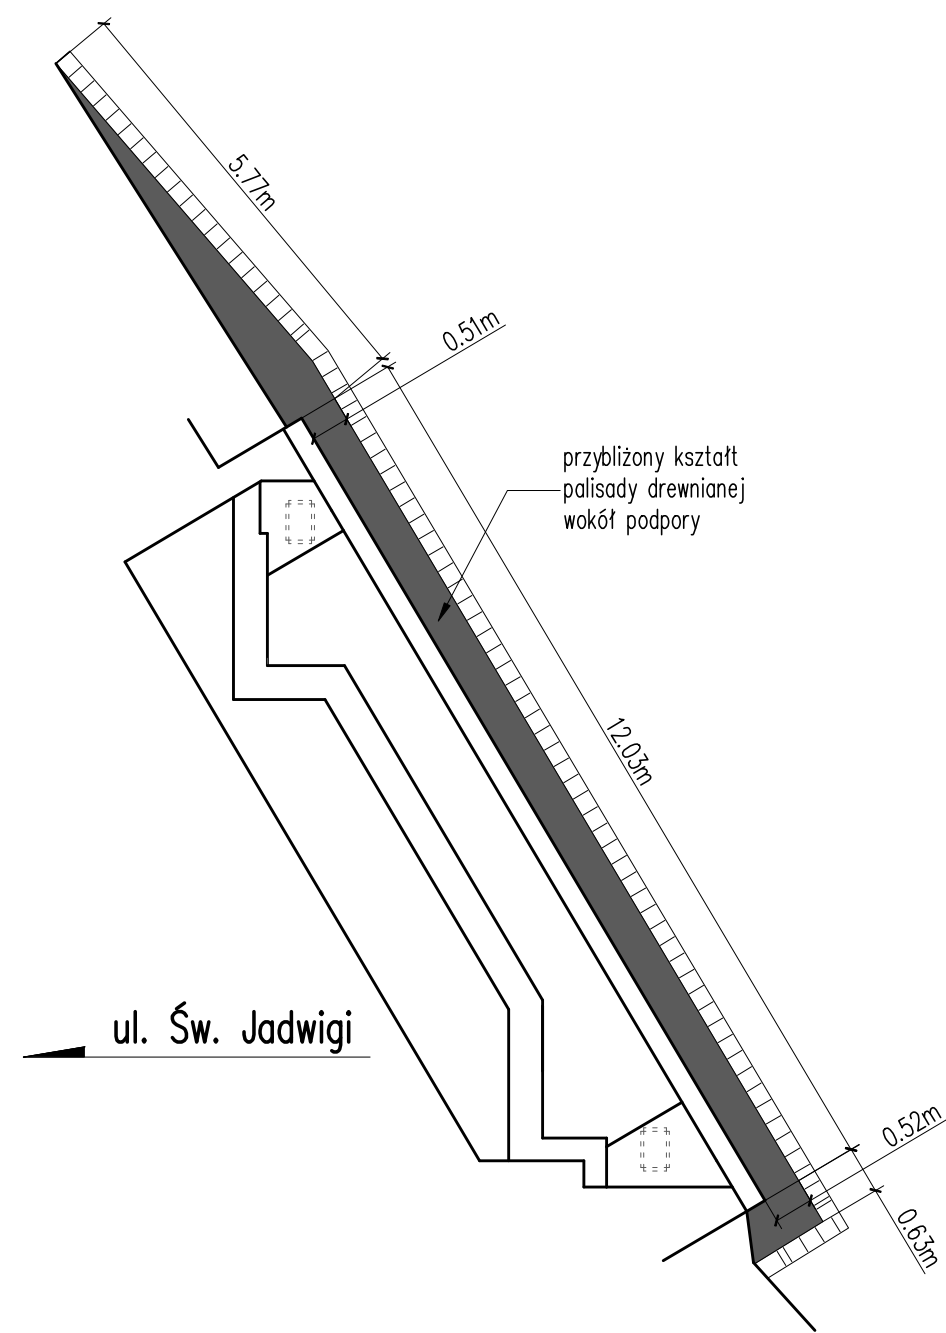 5.77m
0.51m
przybliżony kształt
palisady drewnianej
wokół podpory
12.03m
ul. Św. Jadwigi
0.52m
0.63m